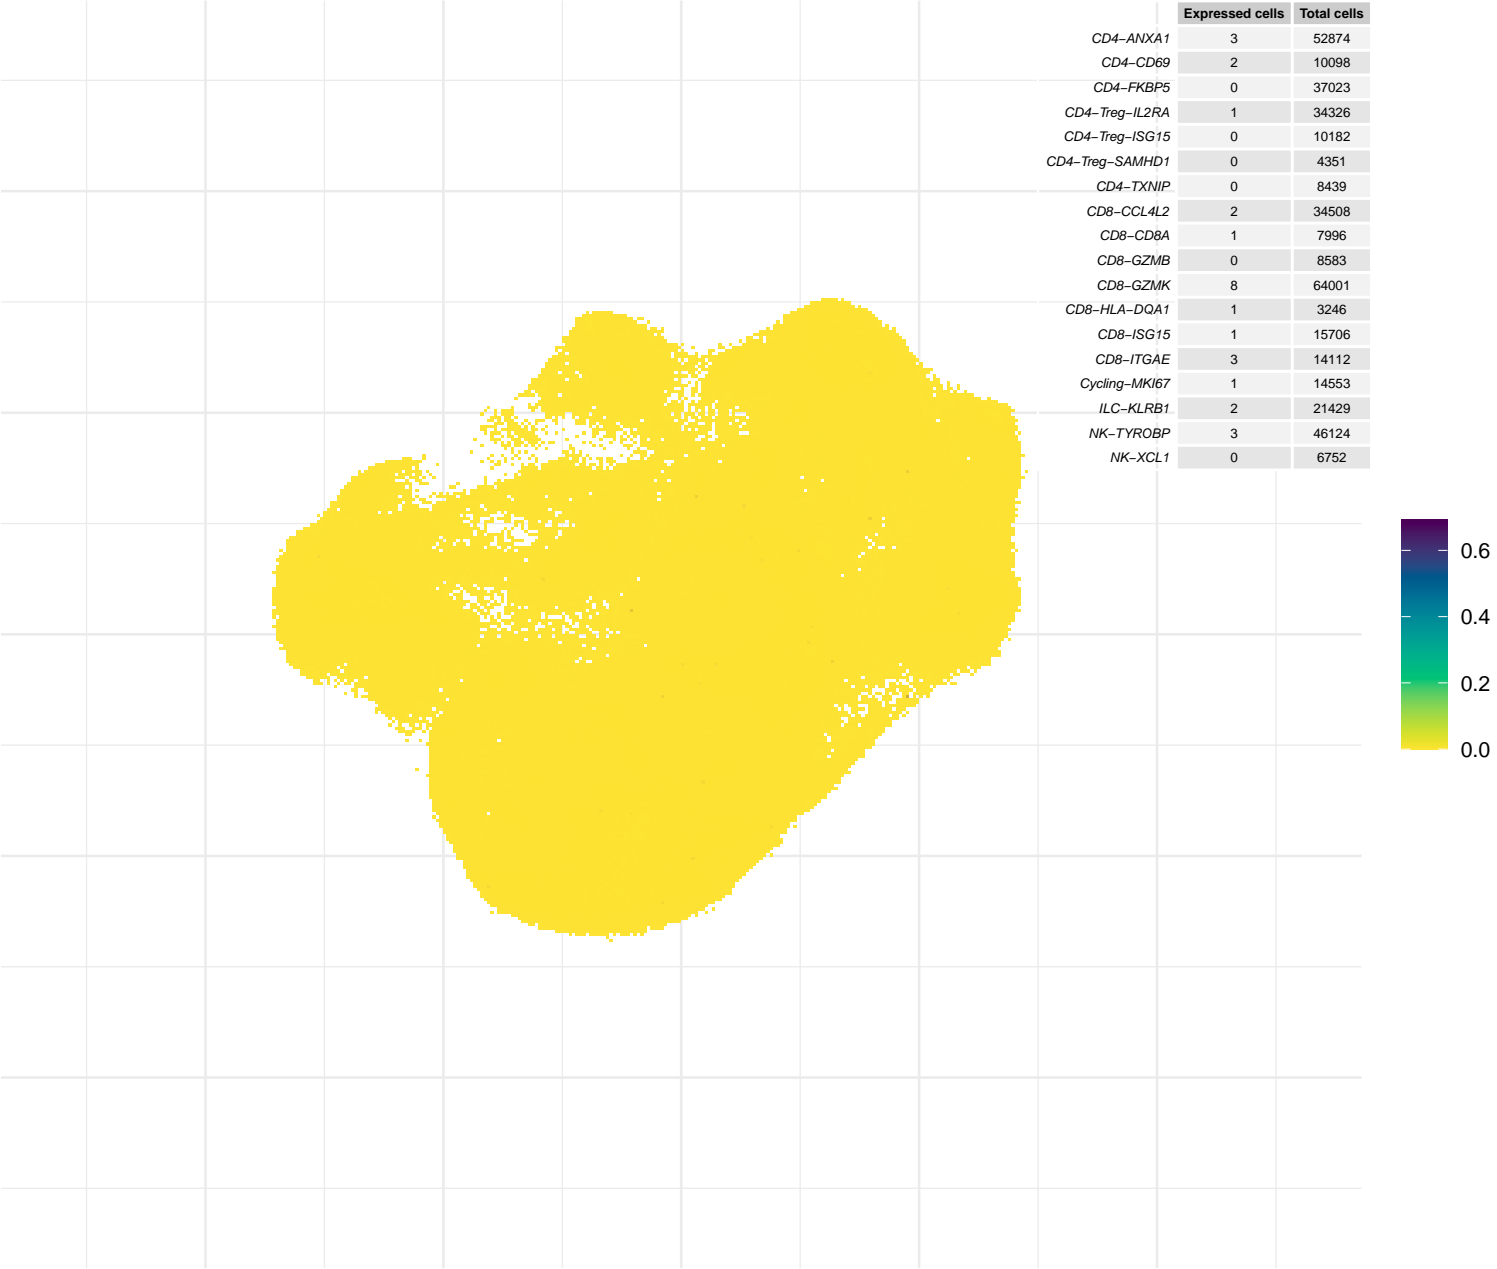 Expressed cells Total cells
CD4−ANXA1 3 52874
CD4−CD69 2 10098
CD4−FKBP5 0 37023
CD4−Treg−IL2RA 1 34326
CD4−Treg−ISG15 0 10182
CD4−Treg−SAMHD1 0 4351
CD4−TXNIP 0 8439
CD8−CCL4L2 2 34508
CD8−CD8A 1 7996
CD8−GZMB 0 8583
CD8−GZMK 8 64001
CD8−HLA−DQA1 1 3246
CD8−ISG15 1 15706
CD8−ITGAE 3 14112
Cycling−MKI67 1 14553
ILC−KLRB1 2 21429
NK−TYROBP 3 46124
NK−XCL1 0 6752
0.6
0.4
0.2
0.0